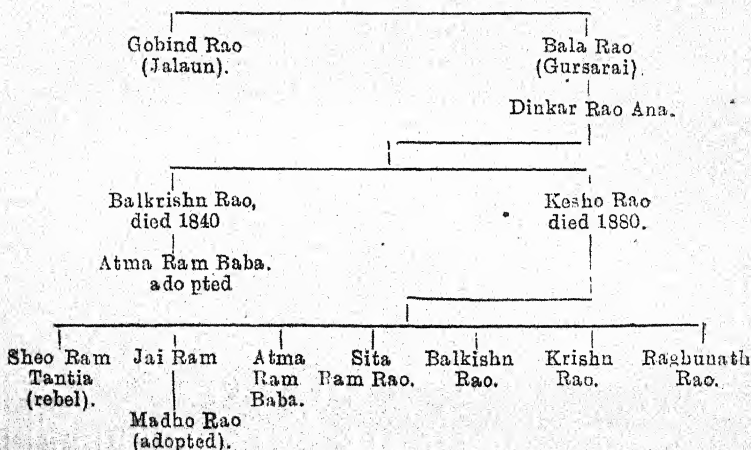 Gobind Rao
(Jalaun).
Bala Rao
(Gursarai)
Dinkar Rao Ana.
Balkrishn Rao,
died 1840
Kesho Rao
died 1880.
Atma Ram Baba.
ado pted
Sheo Ram
Tantia
(rebel).
Jai Ram
Madho Rao
(adopted).
Atma
Ram
Baba.
Sita
Ram Rao.
Balkishn
Rao.
Krishn
Rao.
Raghunath
Rao.